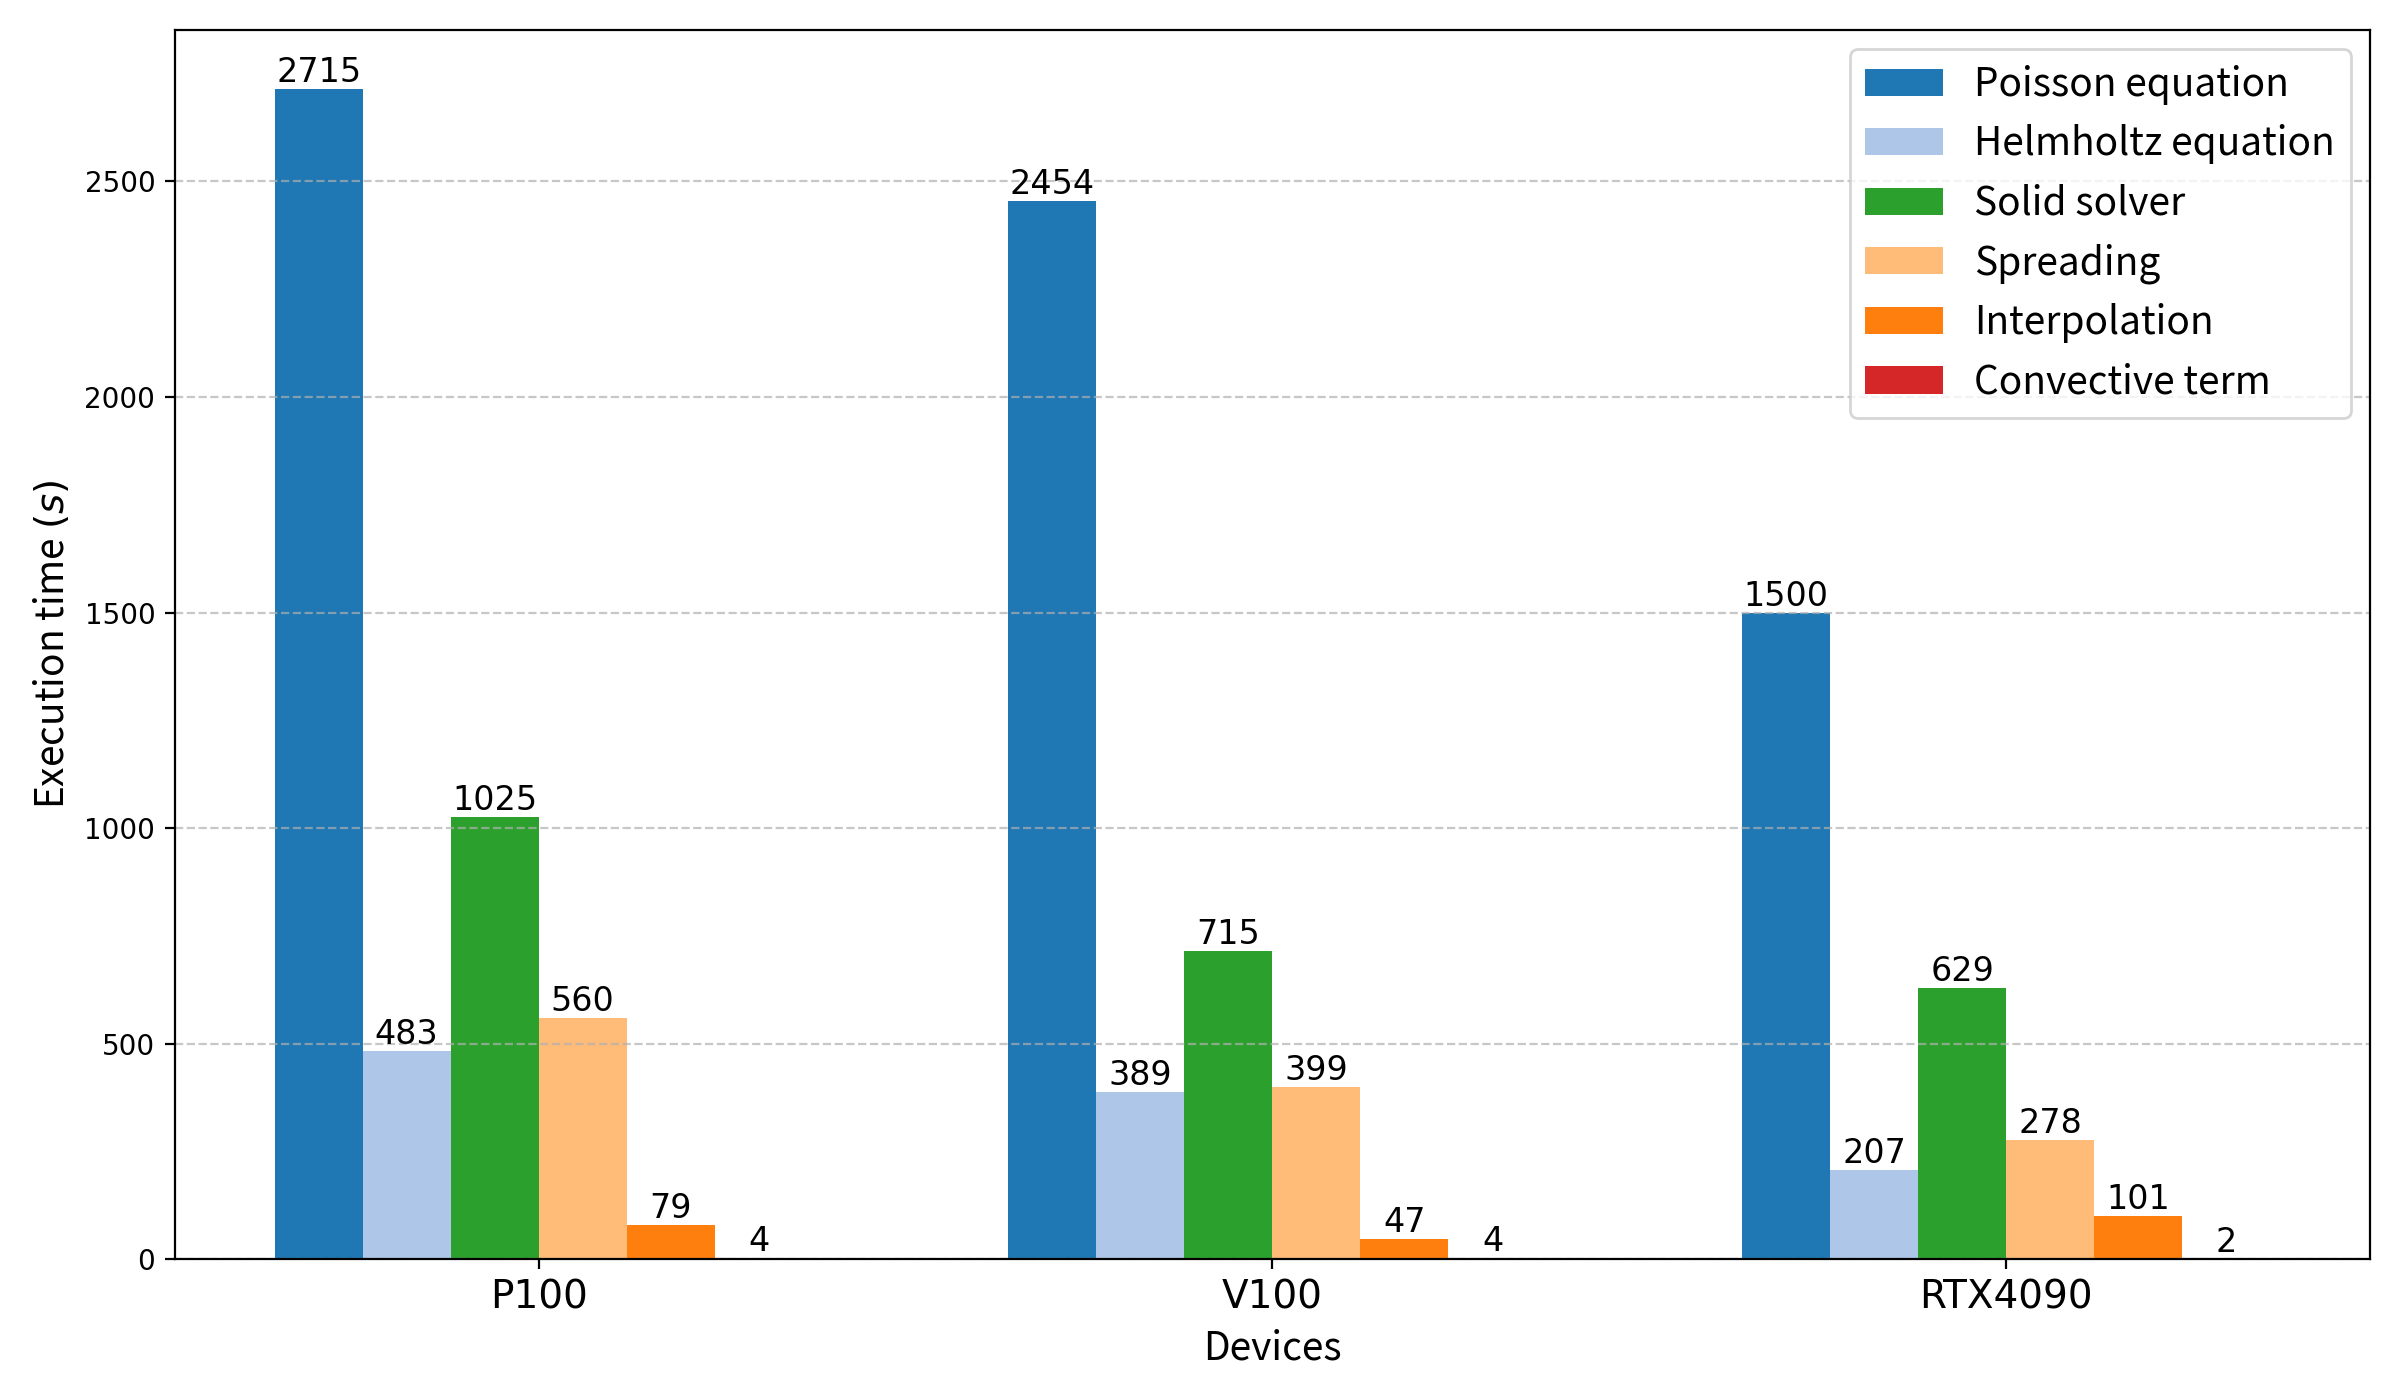 2715
2454
1500
1025
715
629
560
483
399
389
278
207
79
47
101
4
4
2
Poisson equation
Helmholtz equation
Solid solver
Spreading
Interpolation
Convective term
2500
2000
1500
1000
500
0
Execution time (s)
P100
V100
RTX4090
Devices